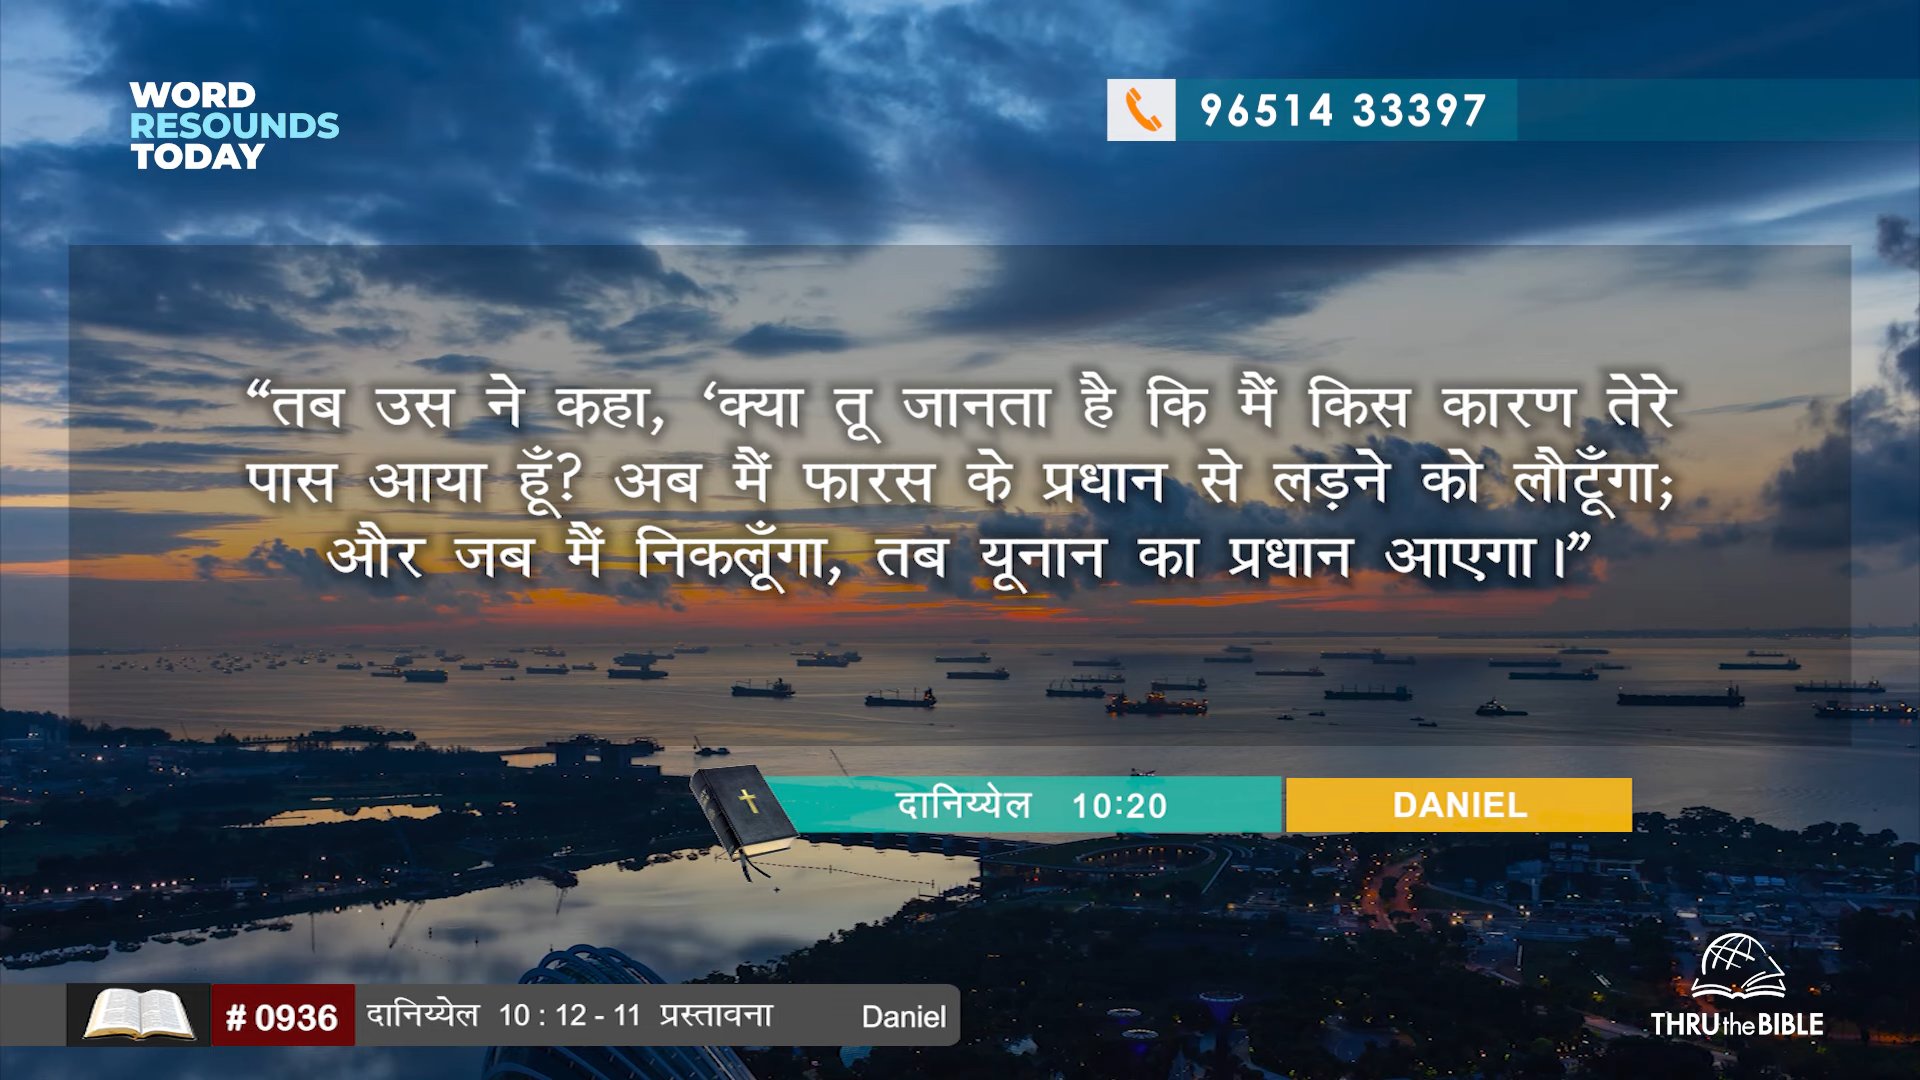 WORD
RESOUNDS
TODAY
96514 33397
“तब उस ने कहा, ‘क्या तू जानता है कि मैं किस कारण तेरे
पास आया हूँ? अब मैं फारस के प्रधान से लड़ने को लौटूँगा;
और जब मैं निकलूँगा, तब यूनान का प्रधान आएगा।”
दानिय्येल 10:20
DANIEL
# 0936
दानिय्येल 10 : 12 - 11 प्रस्तावना
Daniel
THRU the BIBLE